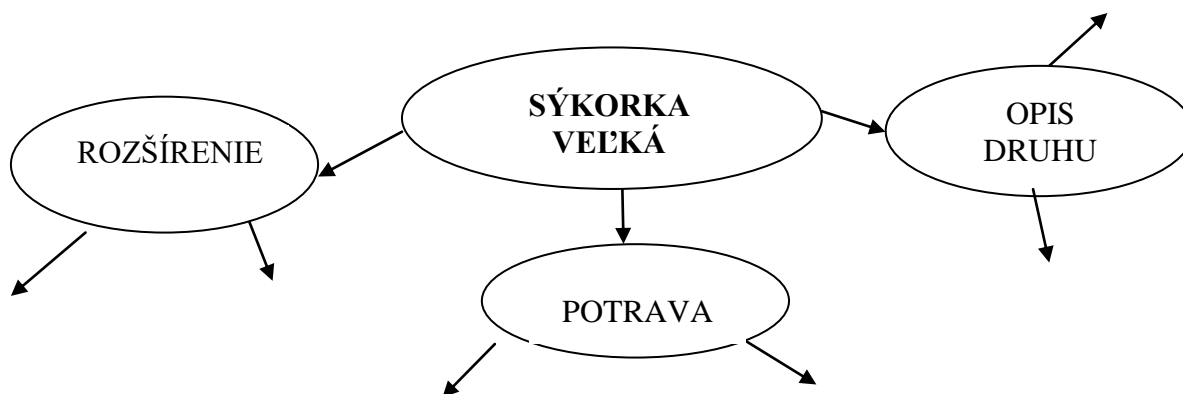 SÝKORKA
VEĽKÁ
ROZŠÍRENIE
OPIS
DRUHU
POTRAVA